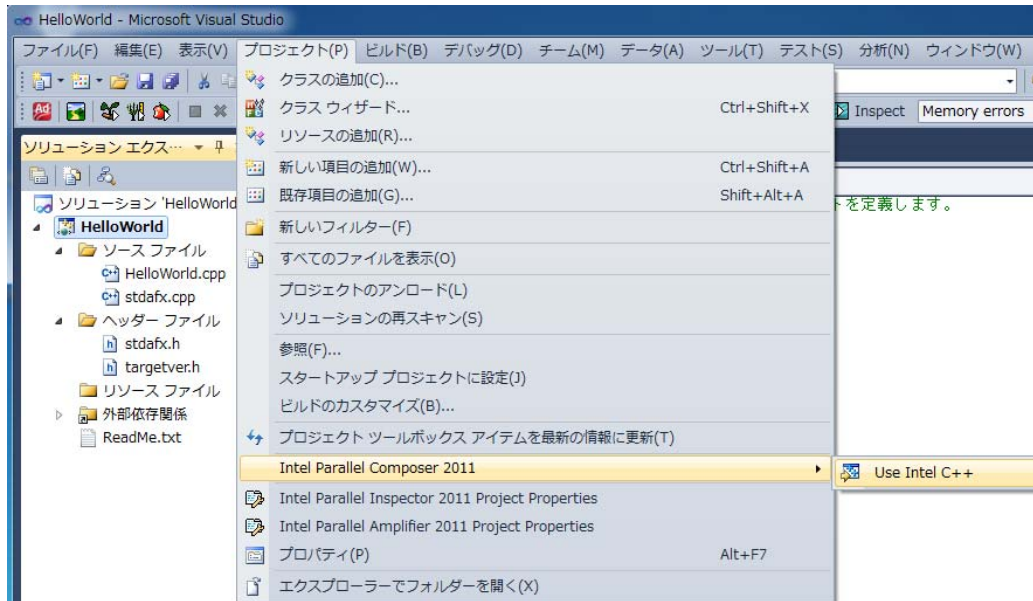 HelloWorld - Microsoft Visual Studio
ファイル(F) 編集(E) 表示(V) プロジェクト(P) ビルド(B) デバッグ(D) チーム(M) データ(A) ツール(T) テスト(S) 分析(N) ウィンドウ(W)
Inspect Memory errors
ソリューション エクス…
ソリューション 'HelloWorld
HelloWorld
ソース ファイル
HelloWorld.cpp
stdafx.cpp
ヘッダー ファイル
stdafx.h
targetver.h
リソース ファイル
外部依存関係
ReadMe.txt
クラスの追加(C)...
クラス ウィザード... Ctrl+Shift+X
リソースの追加(R)...
新しい項目の追加(W)... Ctrl+Shift+A
既存項目の追加(G)... Shift+Alt+A
新しいフィルター(F)
すべてのファイルを表示(O)
プロジェクトのアンロード(L)
ソリューションの再スキャン(S)
参照(F)...
スタートアップ プロジェクトに設定(J)
ビルドのカスタマイズ(B)...
プロジェクト ツールボックス アイテムを最新の情報に更新(T)
Intel Parallel Composer 2011
Intel Parallel Inspector 2011 Project Properties
Intel Parallel Amplifier 2011 Project Properties
プロパティ(P) Alt+F7
エクスプローラーでフォルダーを開く(X)
Use Intel C++
トを定義します。